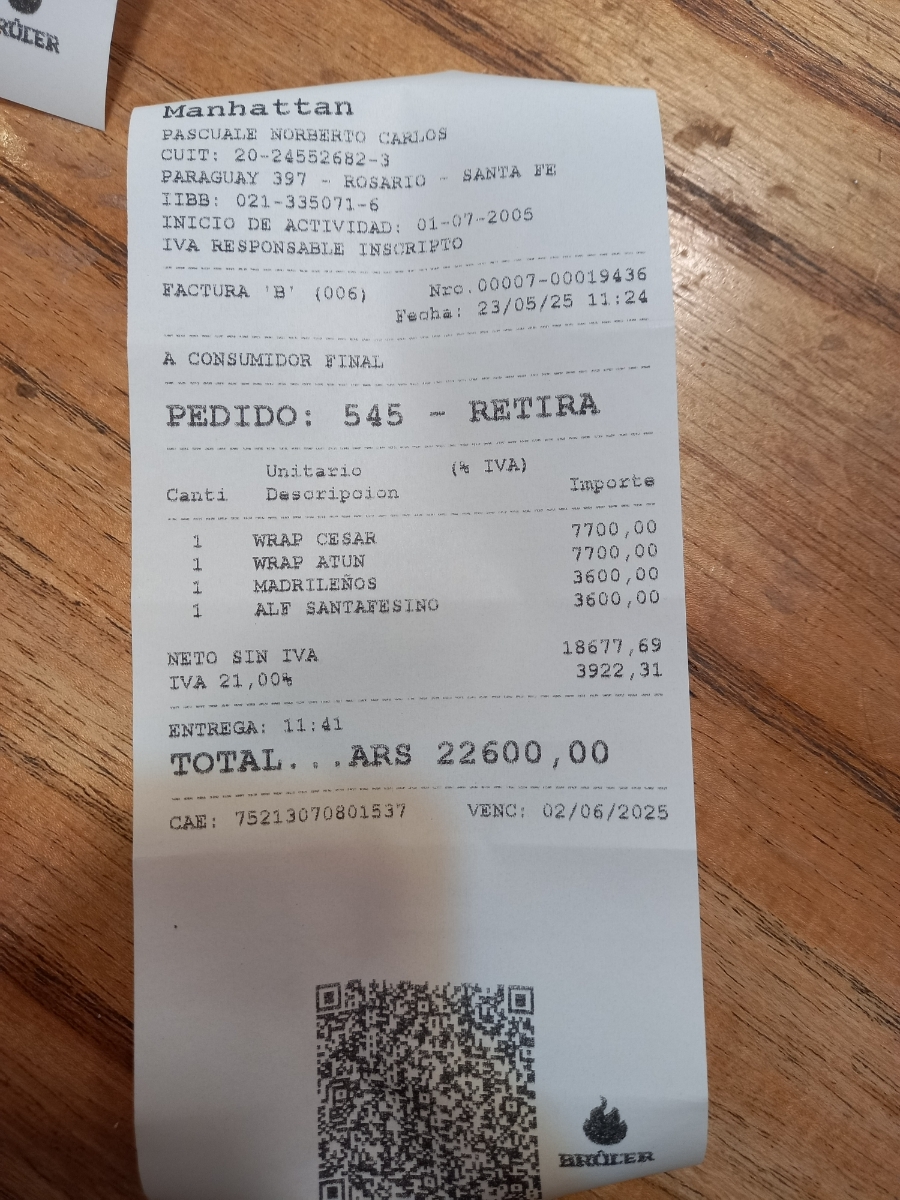 BRÛLER
Manhattan
PASCUALE NORBERTO CARLOS
CUIT: 20-24552682-3
PARAGUAY 397 - ROSARIO - SANTA FE
IIBB: 021-335071-6
INICIO DE ACTIVIDAD: 01-07-2005
IVA RESPONSABLE INSCRIPTO
FACTURA 'B' (006) Nro.00007-00019436
Fecha: 23/05/25 11:24
A CONSUMIDOR FINAL
PEDIDO: 545 - RETIRA
Unitario (% IVA)
Canti Descripcion Importe
1 WRAP CESAR 7700,00
1 WRAP ATUN 7700,00
1 MADRILEÑOS 3600,00
1 ALF SANTAFESINO 3600,00
NETO SIN IVA 18677,69
IVA 21,00% 3922,31
ENTREGA: 11:41
TOTAL...ARS 22600,00
CAE: 75213070801537 VENC: 02/06/2025
BRÛLER